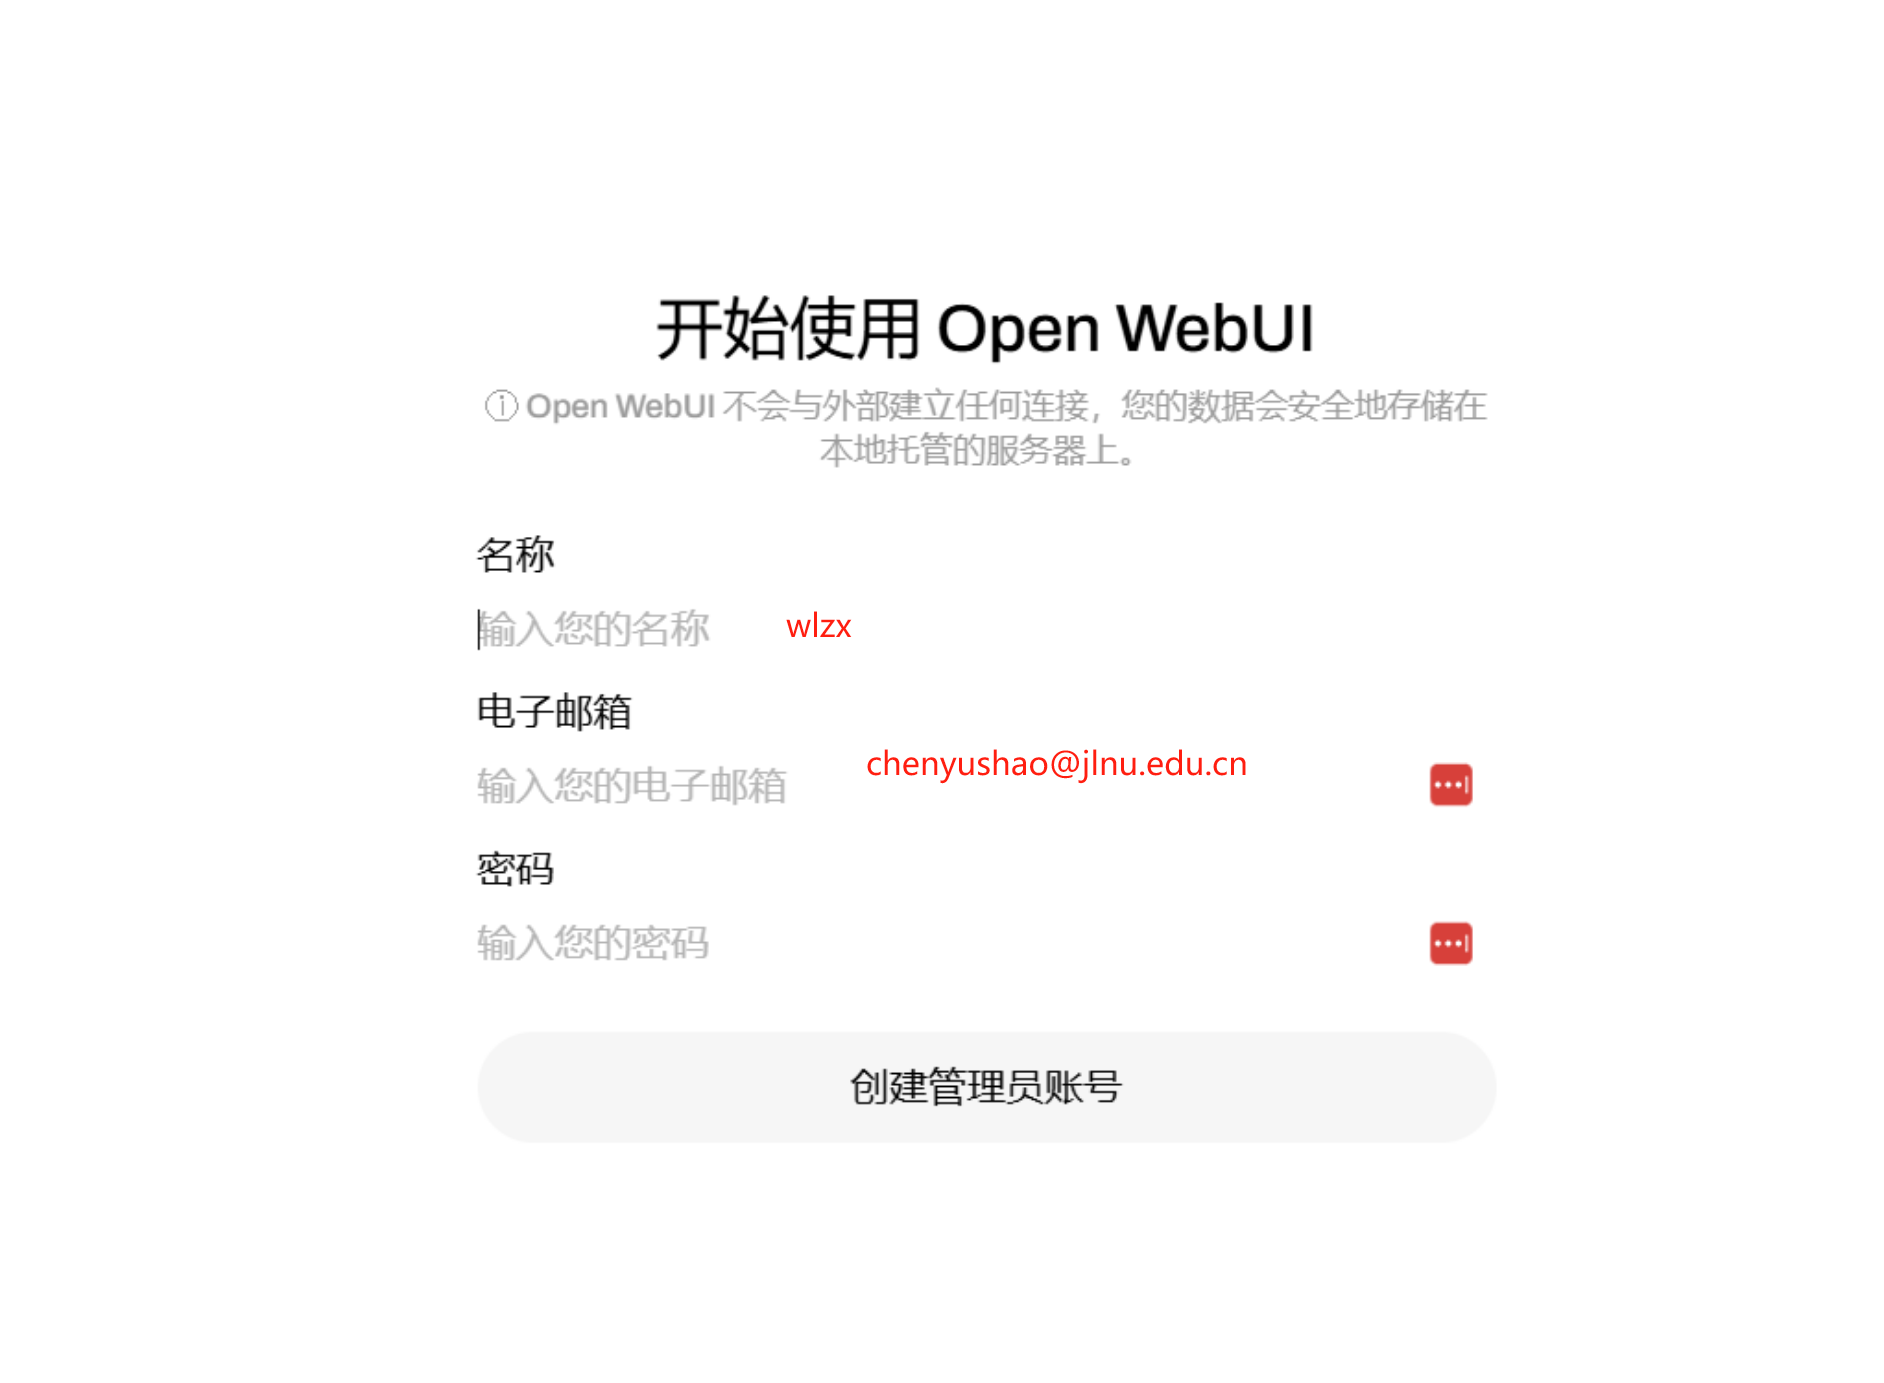 开始使用 Open WebUI
ⓘ Open WebUI 不会与外部建立任何连接，您的数据会安全地存储在
本地托管的服务器上。
名称
输入您的名称 wlzx
电子邮箱
输入您的电子邮箱 chenyushao@jlnu.edu.cn
密码
输入您的密码
创建管理员账号